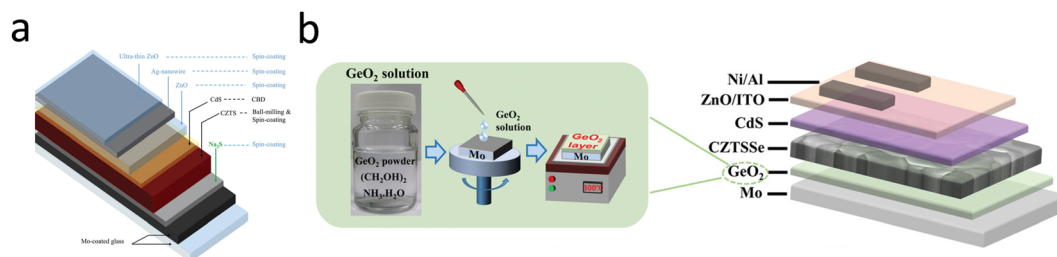 a
Ultra-thin ZnO Spin-coating
Ag-nanowire Spin-coating
ZnO Spin-coating
CdS CBD
CZTS Ball-milling &
Spin-coating
Na₂S Spin-coating
Mo-coated glass
b
GeO₂ solution
GeO₂ powder
(CH₂OH)₂
NH₃.H₂O
GeO₂
solution
Mo
GeO₂
layer
Mo
300℃
Ni/Al
ZnO/ITO
CdS
CZTSSe
GeO₂
Mo